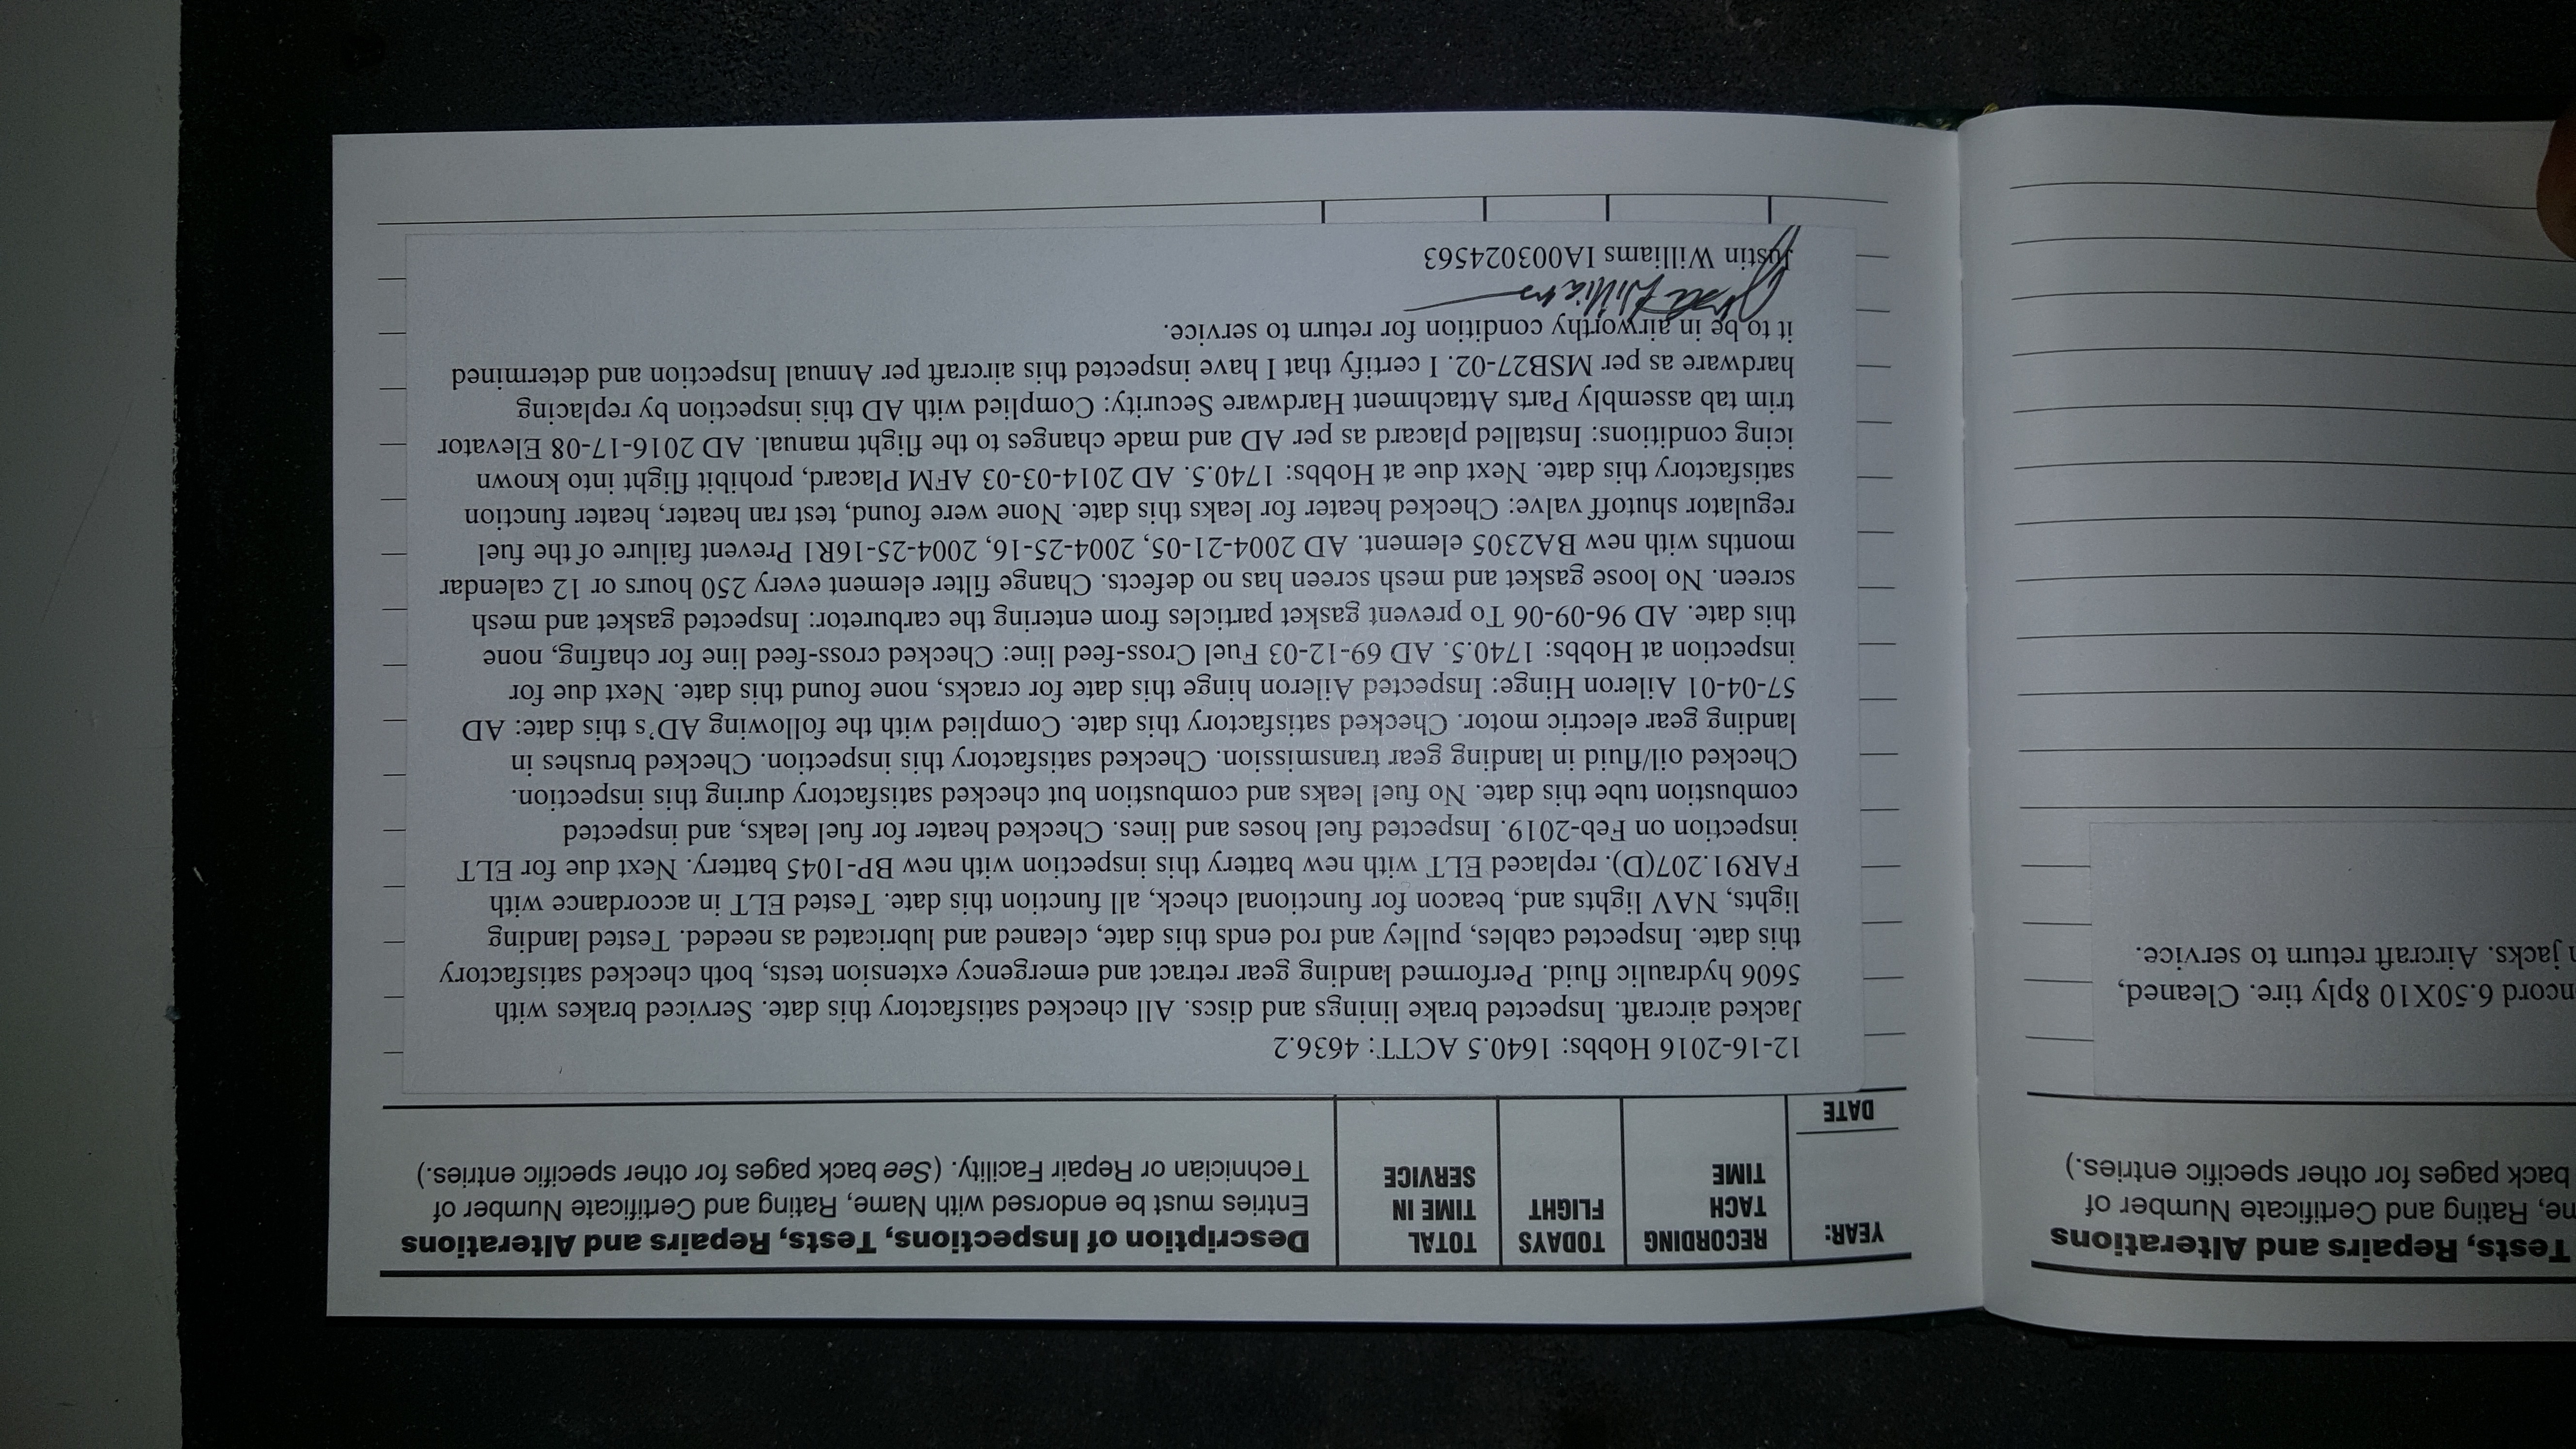 YEAR:
DATE
RECORDING
TACH
TIME
TODAYS
FLIGHT
TOTAL
TIME IN
SERVICE
Description of Inspections, Tests, Repairs and Alterations
Entries must be endorsed with Name, Rating and Certificate Number of
Technician or Repair Facility. (See back pages for other specific entries.)
12-16-2016 Hobbs: 1640.5 ACTT: 4636.2
Jacked aircraft. Inspected brake linings and discs. All checked satisfactory this date. Serviced brakes with
5606 hydraulic fluid. Performed landing gear retract and emergency extension tests, both checked satisfactory
this date. Inspected cables, pulley and rod ends this date, cleaned and lubricated as needed. Tested landing
lights, NAV lights and, beacon for functional check, all function this date. Tested ELT in accordance with
FAR91.207(D). replaced ELT with new battery this inspection with new BP-1045 battery. Next due for ELT
inspection on Feb-2019. Inspected fuel hoses and lines. Checked heater for fuel leaks, and inspected
combustion tube this date. No fuel leaks and combustion but checked satisfactory during this inspection.
Checked oil/fluid in landing gear transmission. Checked satisfactory this inspection. Checked brushes in
landing gear electric motor. Checked satisfactory this date. Complied with the following AD's this date: AD
57-04-01 Aileron Hinge: Inspected Aileron hinge this date for cracks, none found this date. Next due for
inspection at Hobbs: 1740.5. AD 69-12-03 Fuel Cross-feed line: Checked cross-feed line for chafing, none
this date. AD 96-09-06 To prevent gasket particles from entering the carburetor: Inspected gasket and mesh
screen. No loose gasket and mesh screen has no defects. Change filter element every 250 hours or 12 calendar
months with new BA2305 element. AD 2004-21-05, 2004-25-16, 2004-25-16R1 Prevent failure of the fuel
regulator shutoff valve: Checked heater for leaks this date. None were found, test ran heater, heater function
satisfactory this date. Next due at Hobbs: 1740.5. AD 2014-03-03 AFM Placard, prohibit flight into known
icing conditions: Installed placard as per AD and made changes to the flight manual. AD 2016-17-08 Elevator
trim tab assembly Parts Attachment Hardware Security: Complied with AD this inspection by replacing
hardware as per MSB27-02. I certify that I have inspected this aircraft per Annual Inspection and determined
it to be in airworthy condition for return to service.
Justin Williams
Justin Williams IA003024563
Tests, Repairs and Alterations
ne, Rating and Certificate Number of
back pages for other specific entries.)
ncord 6.50X10 8ply tire. Cleaned,
n jacks. Aircraft return to service.